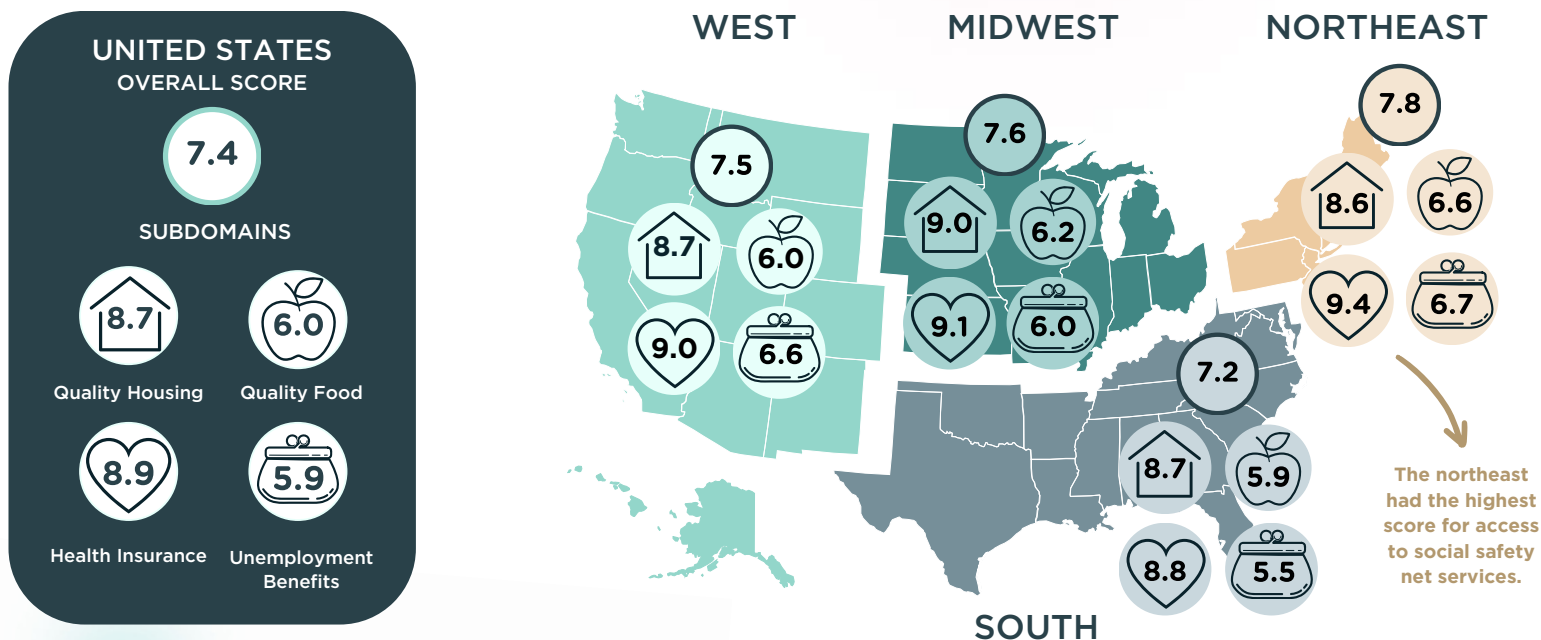 UNITED STATES
OVERALL SCORE
7.4
SUBDOMAINS
8.7
6.0
Quality Housing
Quality Food
8.9
5.9
Health Insurance
Unemployment
Benefits
WEST
7.5
8.7
6.0
9.0
6.6
MIDWEST
7.6
9.0
6.2
9.1
6.0
NORTHEAST
7.8
8.6
6.6
9.4
6.7
7.2
8.7
5.9
8.8
5.5
SOUTH
The northeast
had the highest
score for access
to social safety
net services.